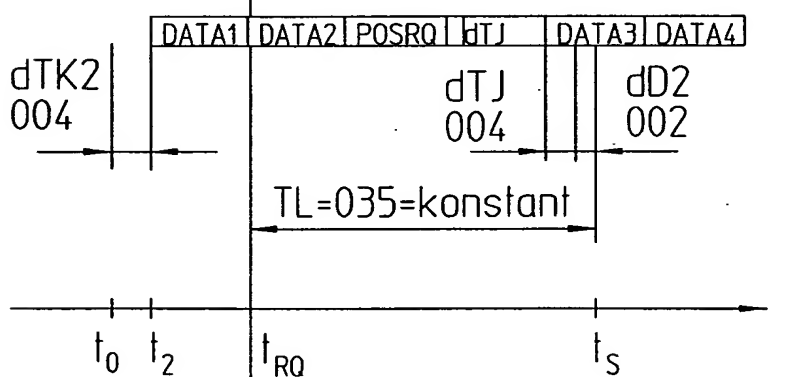 DATA1 DATA2 POSRQ dTJ DATA3 DATA4
dTK2
004
dTJ
004
dD2
002
TL=035=konstant
t0 t2 tRQ tS